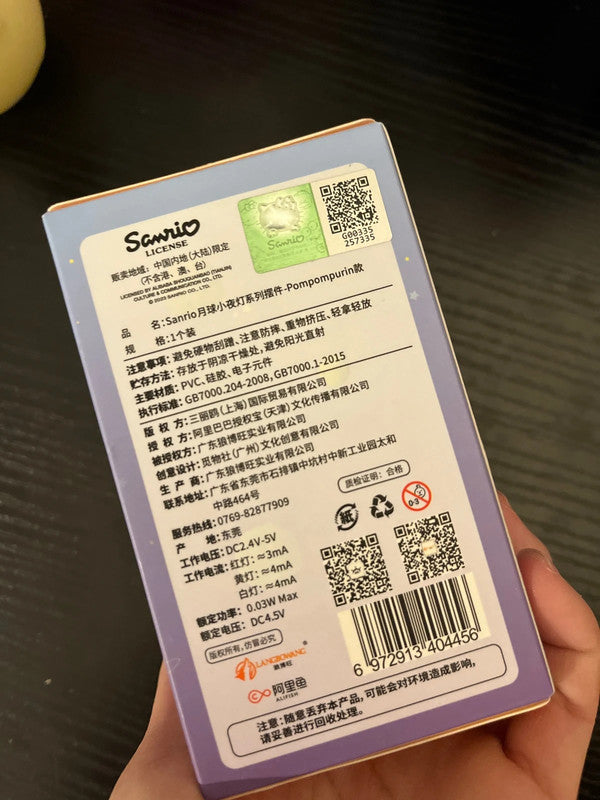 Sanrio
LICENSE
贩卖地域：中国内地(大陆)限定
(不含港、澳、台)
LICENSED BY ALIBABA SHOUQUANBAO (TIANJIN)
CULTURE & COMMUNICATION CO., LTD.
© 2023 SANRIO CO., LTD.
Sanrio
G00335
257335
品 名：Sanrio月球小夜灯系列摆件-Pompompurin款
规 格：1个装
注意事项：避免硬物刮蹭、注意防摔、重物挤压、轻拿轻放
贮存方法：存放于阴凉干燥处，避免阳光直射
主要材质：PVC、硅胶、电子元件
执行标准：GB7000.204-2008，GB7000.1-2015
版 权 方：三丽鸥(上海)国际贸易有限公司
授 权 方：阿里巴巴授权宝(天津)文化传播有限公司
被授权方：广东狼博旺实业有限公司
创意设计：觅物社(广州)文化创意有限公司
生 产 商：广东狼博旺实业有限公司
联系地址：广东省东莞市石排镇中坑村中新工业园太和
中路464号
服务热线：0769-82877909
产 地：东莞
工作电压：DC2.4V-5V
工作电流：红灯：≈3mA
黄灯：≈4mA
白灯：≈4mA
额定功率：0.03W Max
额定电压：DC4.5V
质检证明：合格
紙
0-3
版权所有，仿冒必究
LANGBOWANG
狼博旺
®
阿里鱼
ALIFISH
6 972913 404456
注意：随意丢弃本产品，可能会对环境造成影响，
请妥善进行回收处理。